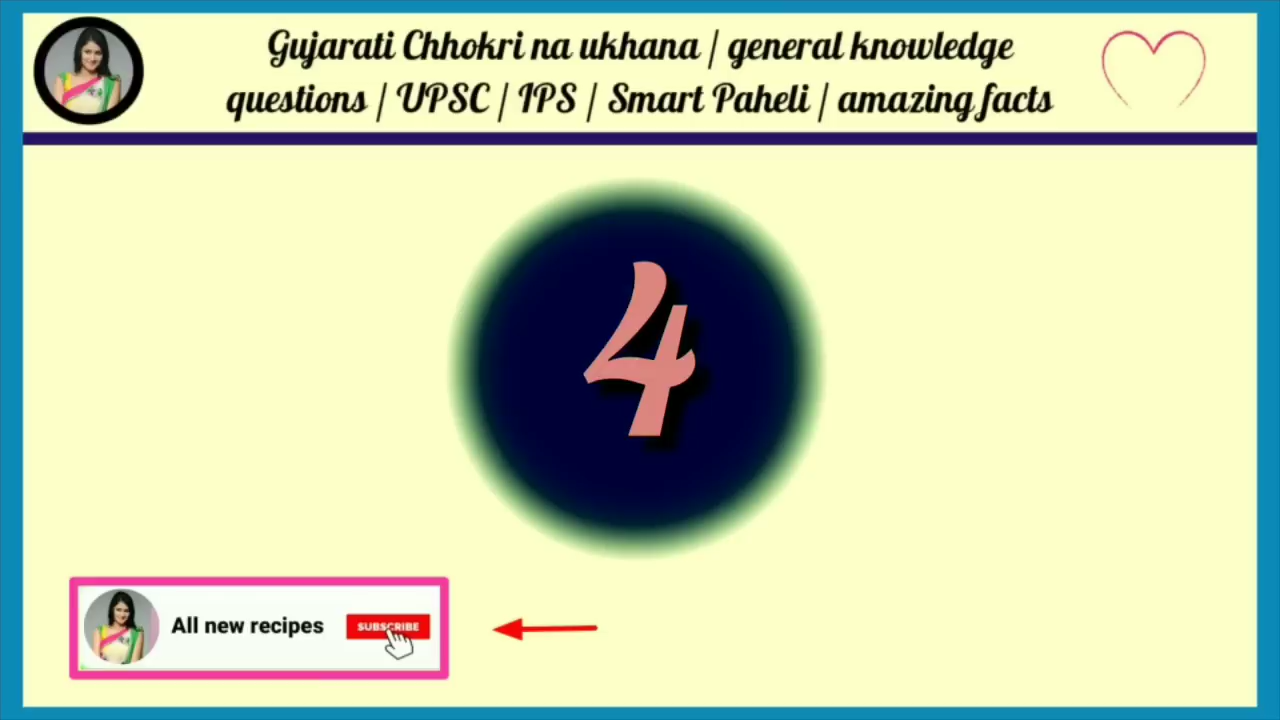 Gujarati Chhokri na ukhana / general knowledge
questions / UPSC / IPS / Smart Paheli / amazing facts
4
All new recipes
SUBSCRIBE